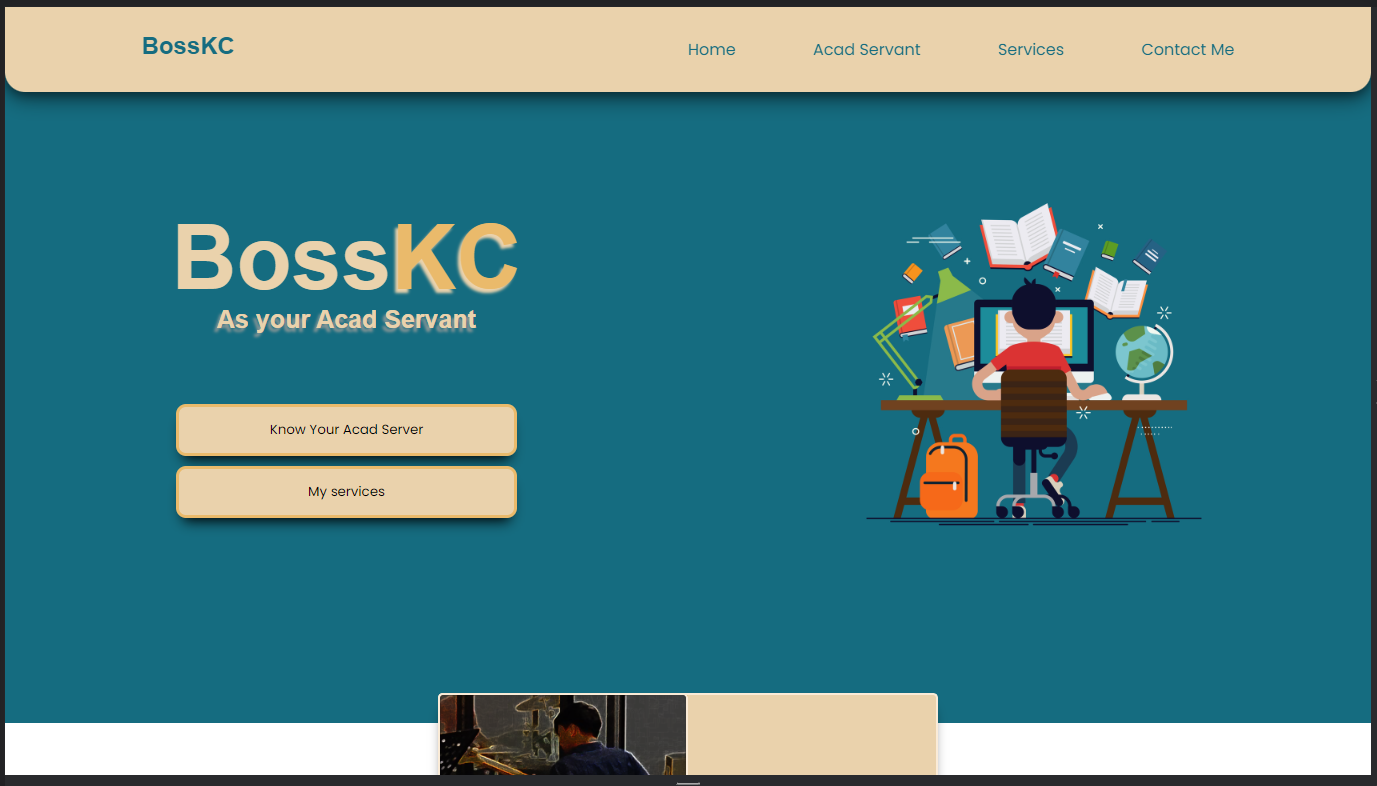 BossKC
Home Acad Servant Services Contact Me
BossKC
As your Acad Servant
Know Your Acad Server
My services